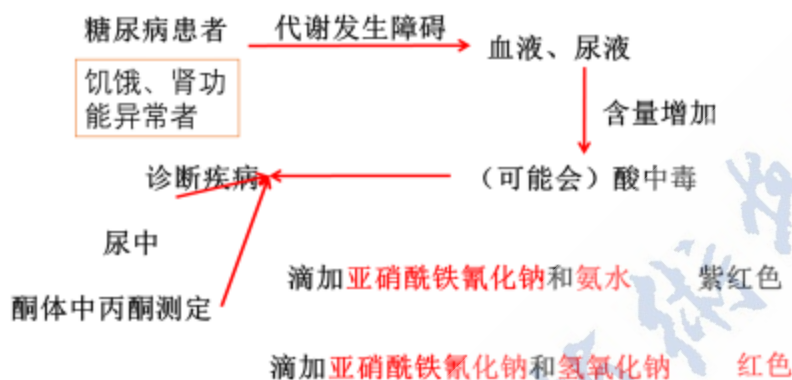 糖尿病患者
代谢发生障碍
血液、尿液
饥饿、肾功
能异常者
含量增加
诊断疾病
（可能会）酸中毒
尿中
酮体中丙酮测定
滴加亚硝酰铁氰化钠和氨水 紫红色
滴加亚硝酰铁氰化钠和氢氧化钠 红色